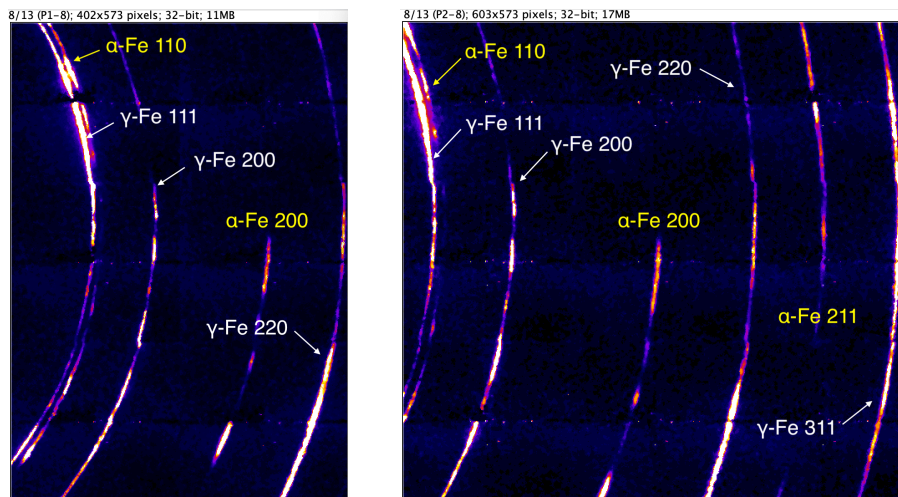 8/13 (P1-8); 402x573 pixels; 32-bit; 11MB
α-Fe 110
γ-Fe 111
γ-Fe 200
α-Fe 200
γ-Fe 220
8/13 (P2-8); 603x573 pixels; 32-bit; 17MB
α-Fe 110
γ-Fe 220
γ-Fe 111
γ-Fe 200
α-Fe 200
α-Fe 211
γ-Fe 311